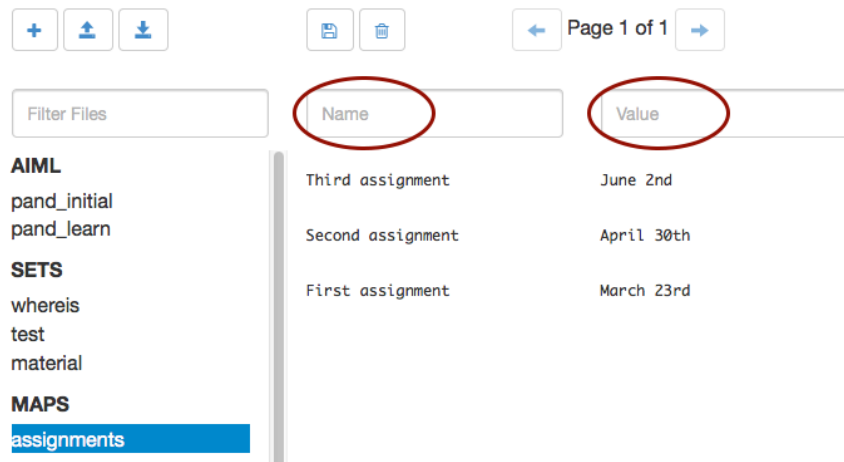 Page 1 of 1
Filter Files
Name
Value
AIML
pand_initial
pand_learn
SETS
whereis
test
material
MAPS
assignments
Third assignment June 2nd
Second assignment April 30th
First assignment March 23rd